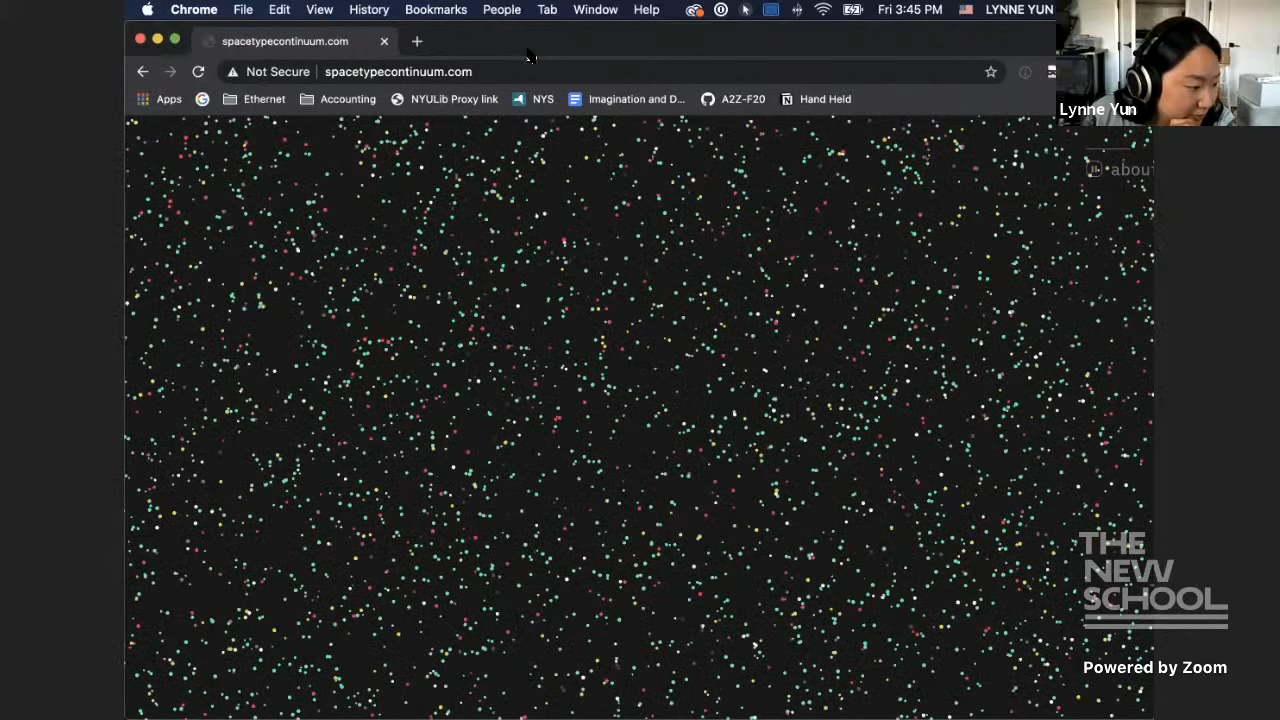 Chrome File Edit View History Bookmarks People Tab Window Help Fri 3:45 PM LYNNE YUN
spacetypecontinuum.com
Not Secure spacetypecontinuum.com
Apps Ethernet Accounting NYULib Proxy link NYS Imagination and D... A2Z-F20 Hand Held
Lynne Yun
about
THE
NEW
SCHOOL
Powered by Zoom